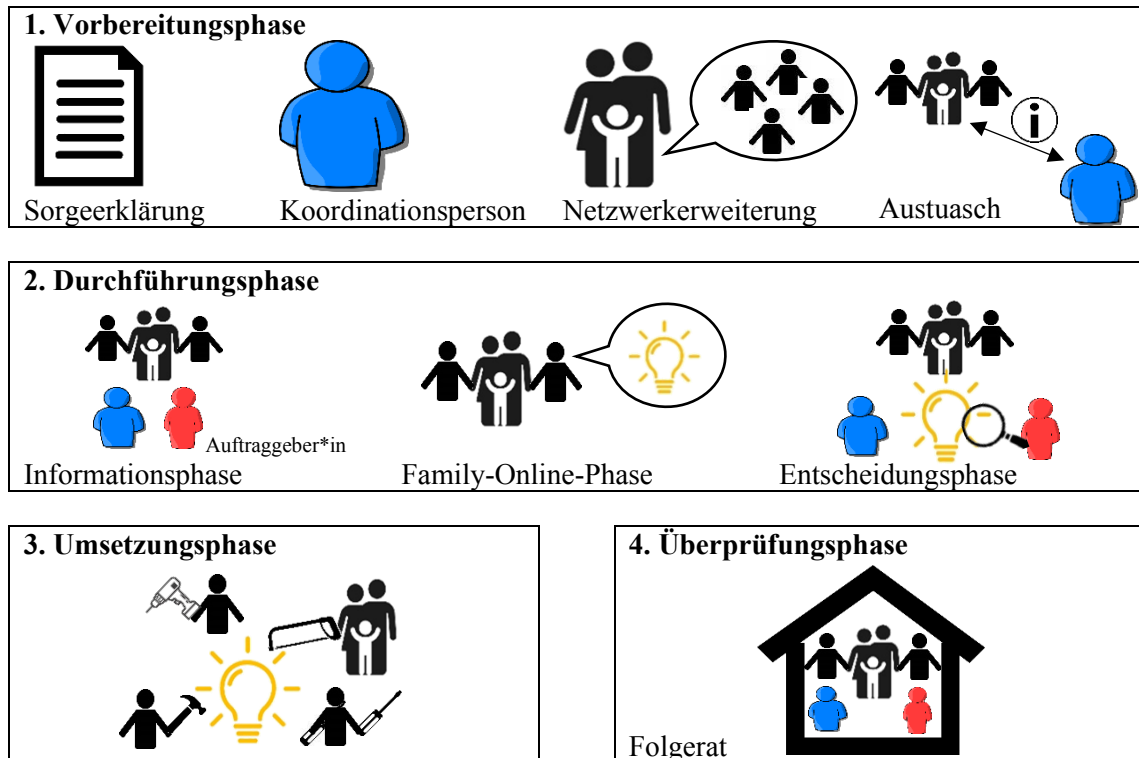 1. Vorbereitungsphase
i
Sorgeerklärung Koordinationsperson Netzwerkerweiterung Austuasch
2. Durchführungsphase
Auftraggeber*in
Informationsphase Family-Online-Phase Entscheidungsphase
3. Umsetzungsphase
4. Überprüfungsphase
Folgerat